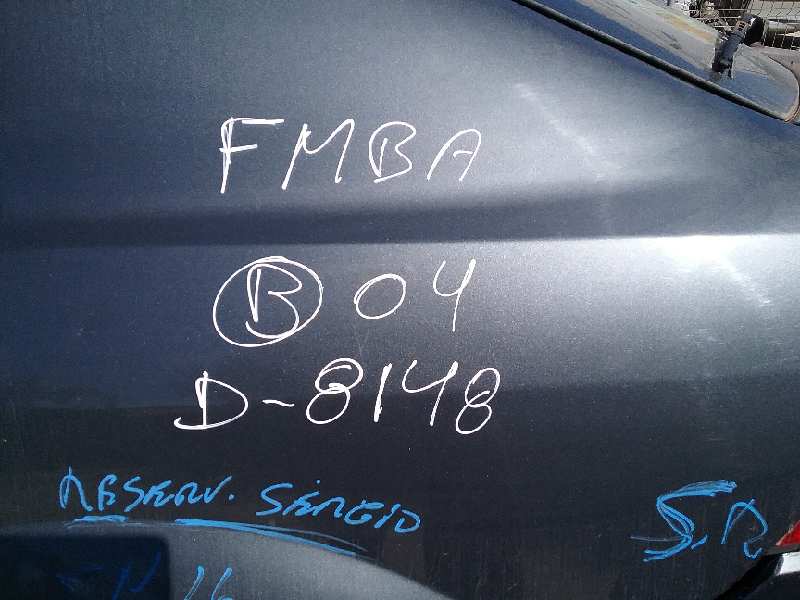 FMBA
B 04
D-8148
RESERV. SERGIO
S.R